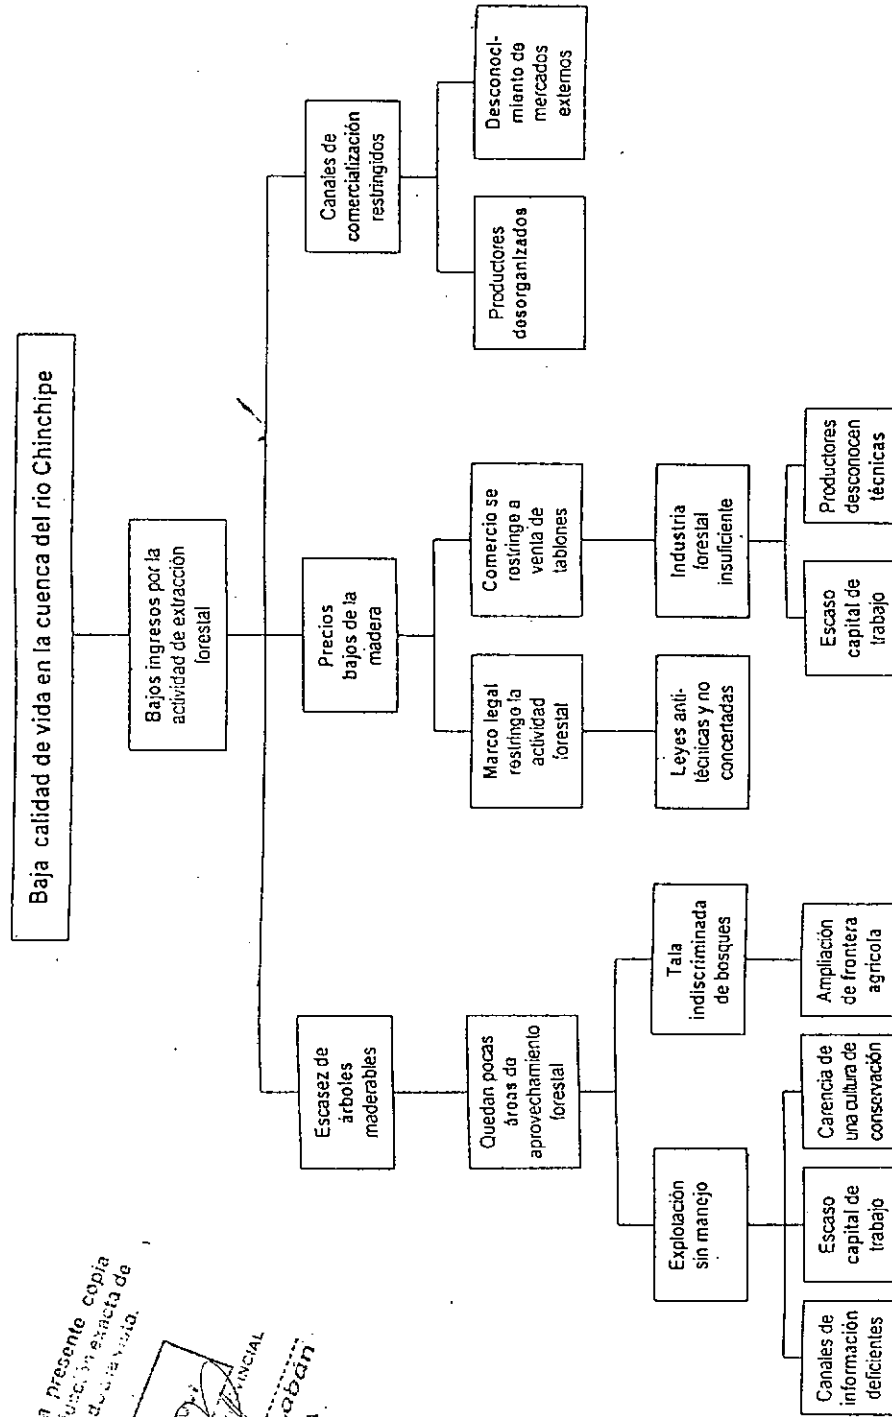 Baja calidad de vida en la cuenca del rio Chinchipe
Bajos ingresos por la
actividad de extracción
forestal
Escasez de
árboles
maderables
Precios
bajos de la
madera
Canales de
comercialización
restringidos
Quedan pocas
áreas de
aprovechamiento
forestal
Marco legal
restringe la
actividad
forestal
Comercio se
restringe a
venta de
tablones
Productores
dosorganizados
Desconoci-
miento de
mercados
externos
Explotación
sin manejo
Tala
indiscriminada
de bosques
Leyes anti-
técnicas y no
concertadas
Industria
forestal
insuficiente
Canales de
información
deficientes
Escaso
capital de
trabajo
Carencia de
una cultura de
conservación
Ampliación
de frontera
agrícola
Escaso
capital de
trabajo
Productores
desconocen
técnicas
presente copia
exacta de